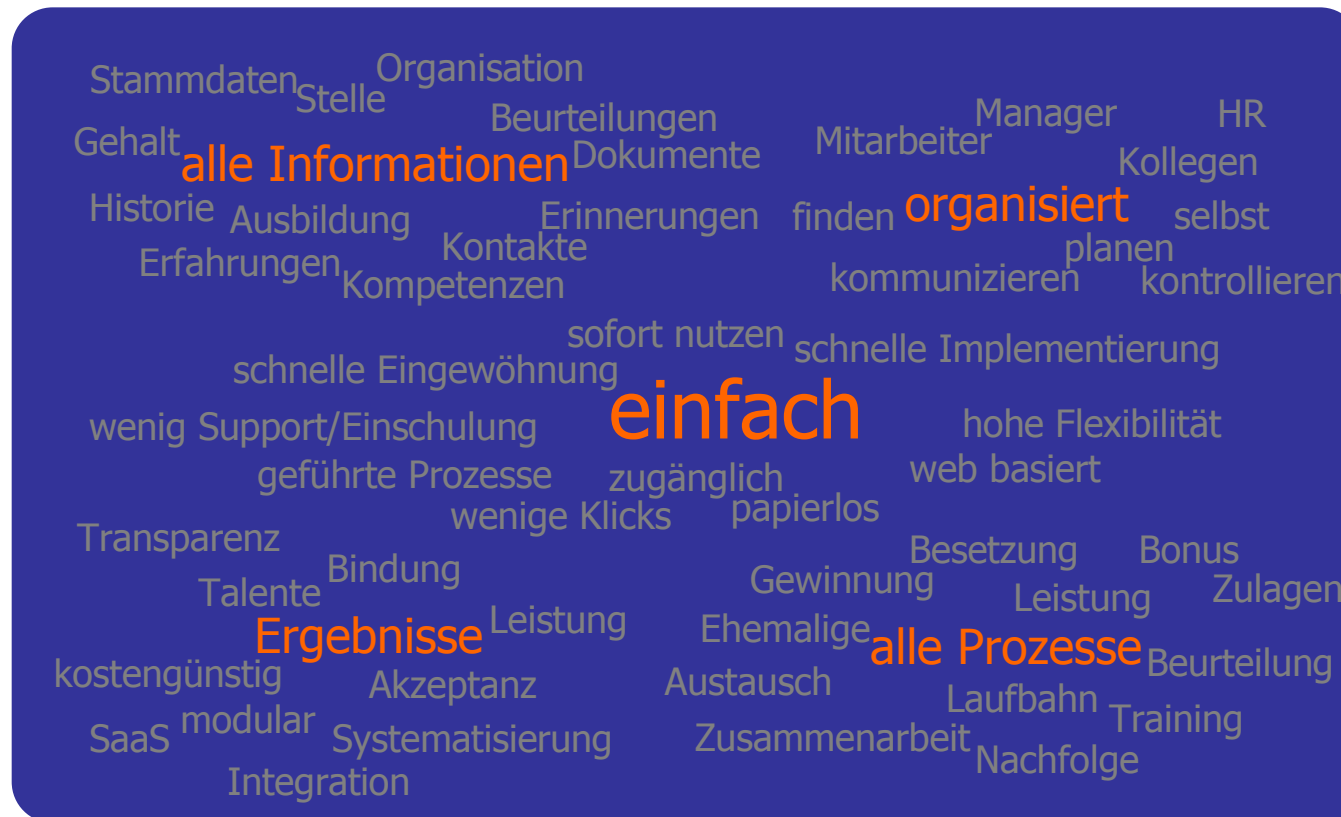 Organisation
Stammdaten
Stelle
Beurteilungen
Manager
HR
Gehalt
alle Informationen
Dokumente
Mitarbeiter
Kollegen
Historie
Ausbildung
Erinnerungen
finden
organisiert
selbst
Kontakte
planen
Erfahrungen
Kompetenzen
kommunizieren
kontrollieren
sofort nutzen
schnelle Implementierung
schnelle Eingewöhnung
einfach
wenig Support/Einschulung
hohe Flexibilität
geführte Prozesse
zugänglich
web basiert
wenige Klicks
papierlos
Transparenz
Besetzung
Bonus
Bindung
Gewinnung
Talente
Leistung
Zulagen
Ergebnisse
Leistung
Ehemalige
alle Prozesse
Beurteilung
kostengünstig
Akzeptanz
Austausch
Laufbahn
Training
SaaS
modular
Systematisierung
Zusammenarbeit
Nachfolge
Integration